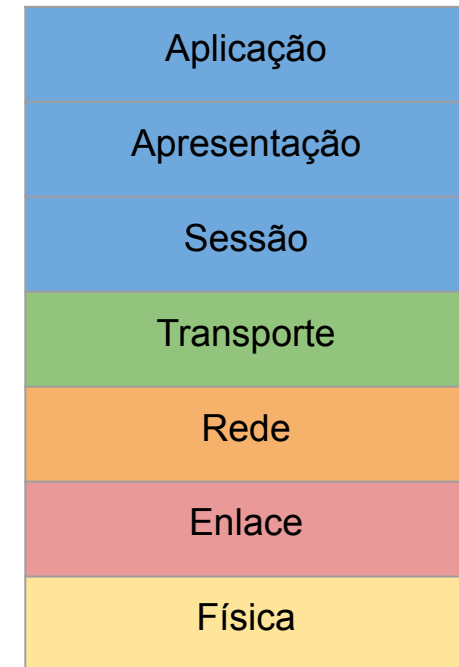 Aplicação
Apresentação
Sessão
Transporte
Rede
Enlace
Física